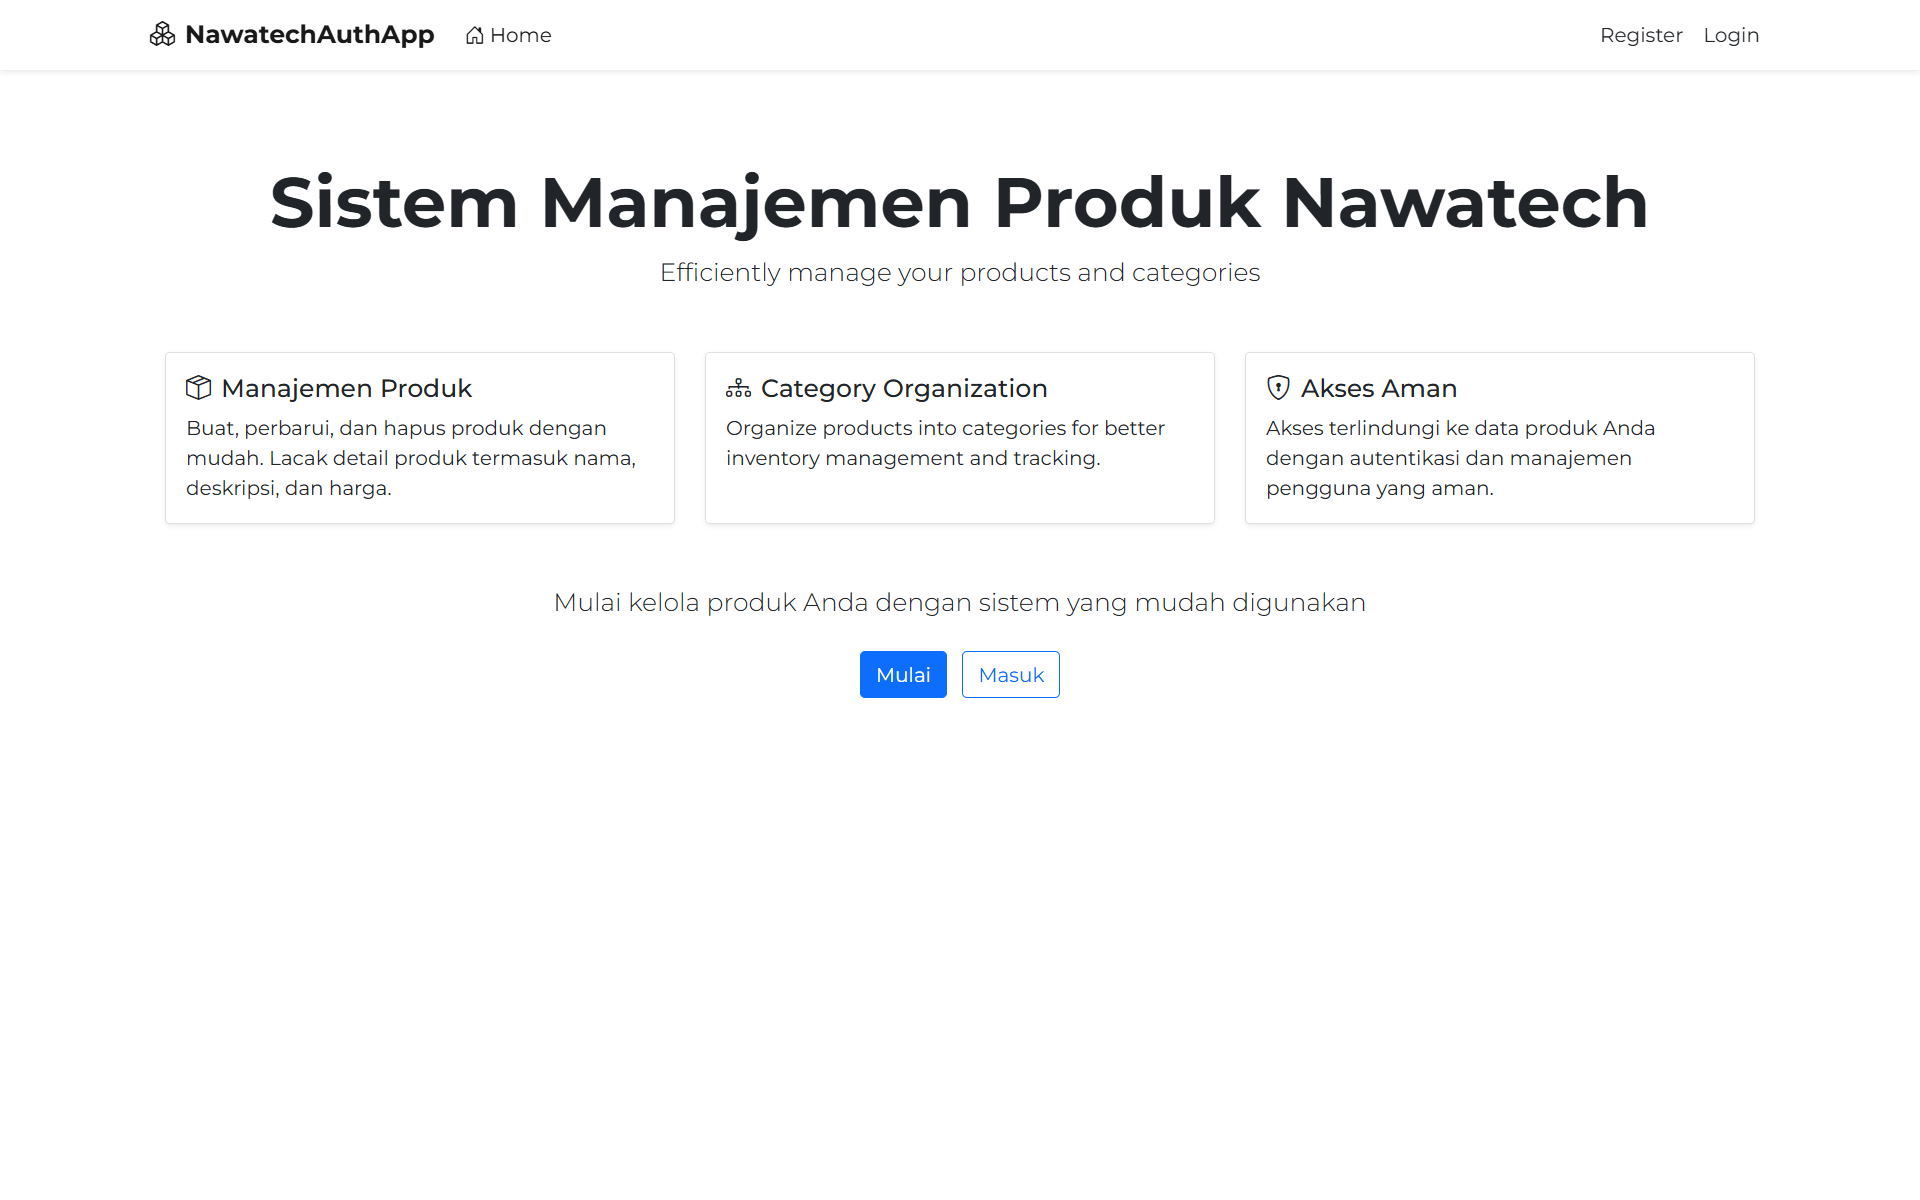 NawatechAuthApp Home Register Login
Sistem Manajemen Produk Nawatech
Efficiently manage your products and categories
Manajemen Produk
Buat, perbarui, dan hapus produk dengan
mudah. Lacak detail produk termasuk nama,
deskripsi, dan harga.
Category Organization
Organize products into categories for better
inventory management and tracking.
Akses Aman
Akses terlindungi ke data produk Anda
dengan autentikasi dan manajemen
pengguna yang aman.
Mulai kelola produk Anda dengan sistem yang mudah digunakan
Mulai Masuk